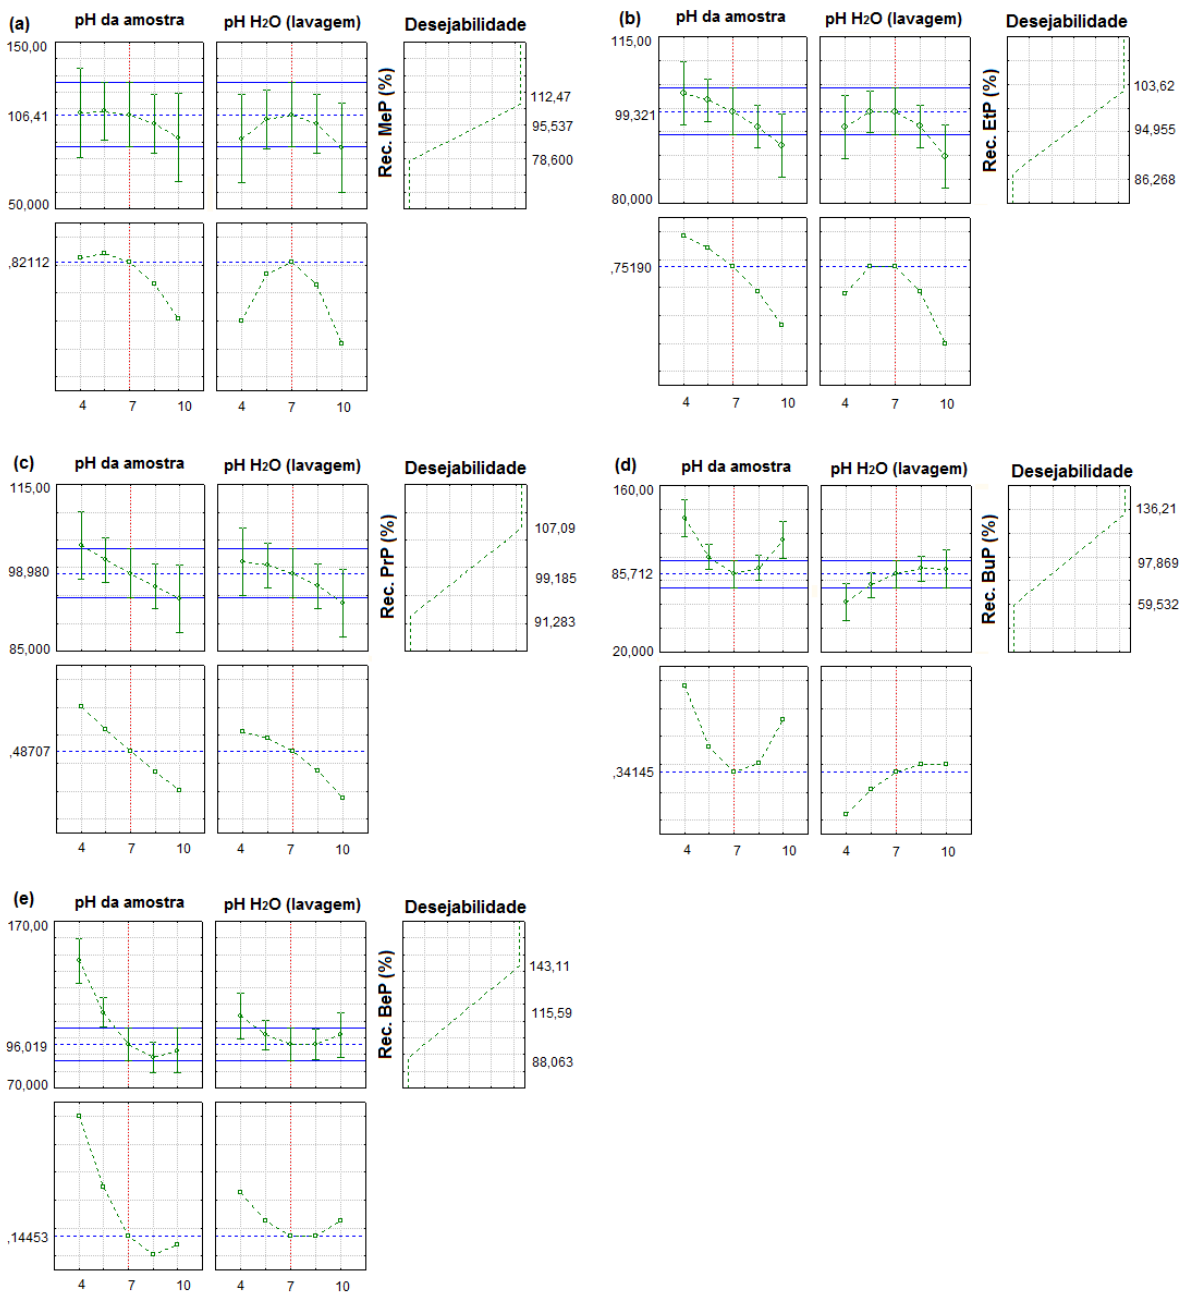 (a)
pH da amostra
pH H2O (lavagem)
Desejabilidade
150,00
106,41
50,000
Rec. MeP (%)
112,47
95,537
78,600
,82112
4
7
10
4
7
10
(b)
pH da amostra
pH H2O (lavagem)
Desejabilidade
115,00
99,321
80,000
Rec. EtP (%)
103,62
94,955
86,268
,75190
4
7
10
4
7
10
(c)
pH da amostra
pH H2O (lavagem)
Desejabilidade
115,00
98,980
85,000
Rec. PrP (%)
107,09
99,185
91,283
,48707
4
7
10
4
7
10
(d)
pH da amostra
pH H2O (lavagem)
Desejabilidade
160,00
85,712
20,000
Rec. BuP (%)
136,21
97,869
59,532
,34145
4
7
10
4
7
10
(e)
pH da amostra
pH H2O (lavagem)
Desejabilidade
170,00
96,019
70,000
Rec. BeP (%)
143,11
115,59
88,063
,14453
4
7
10
4
7
10